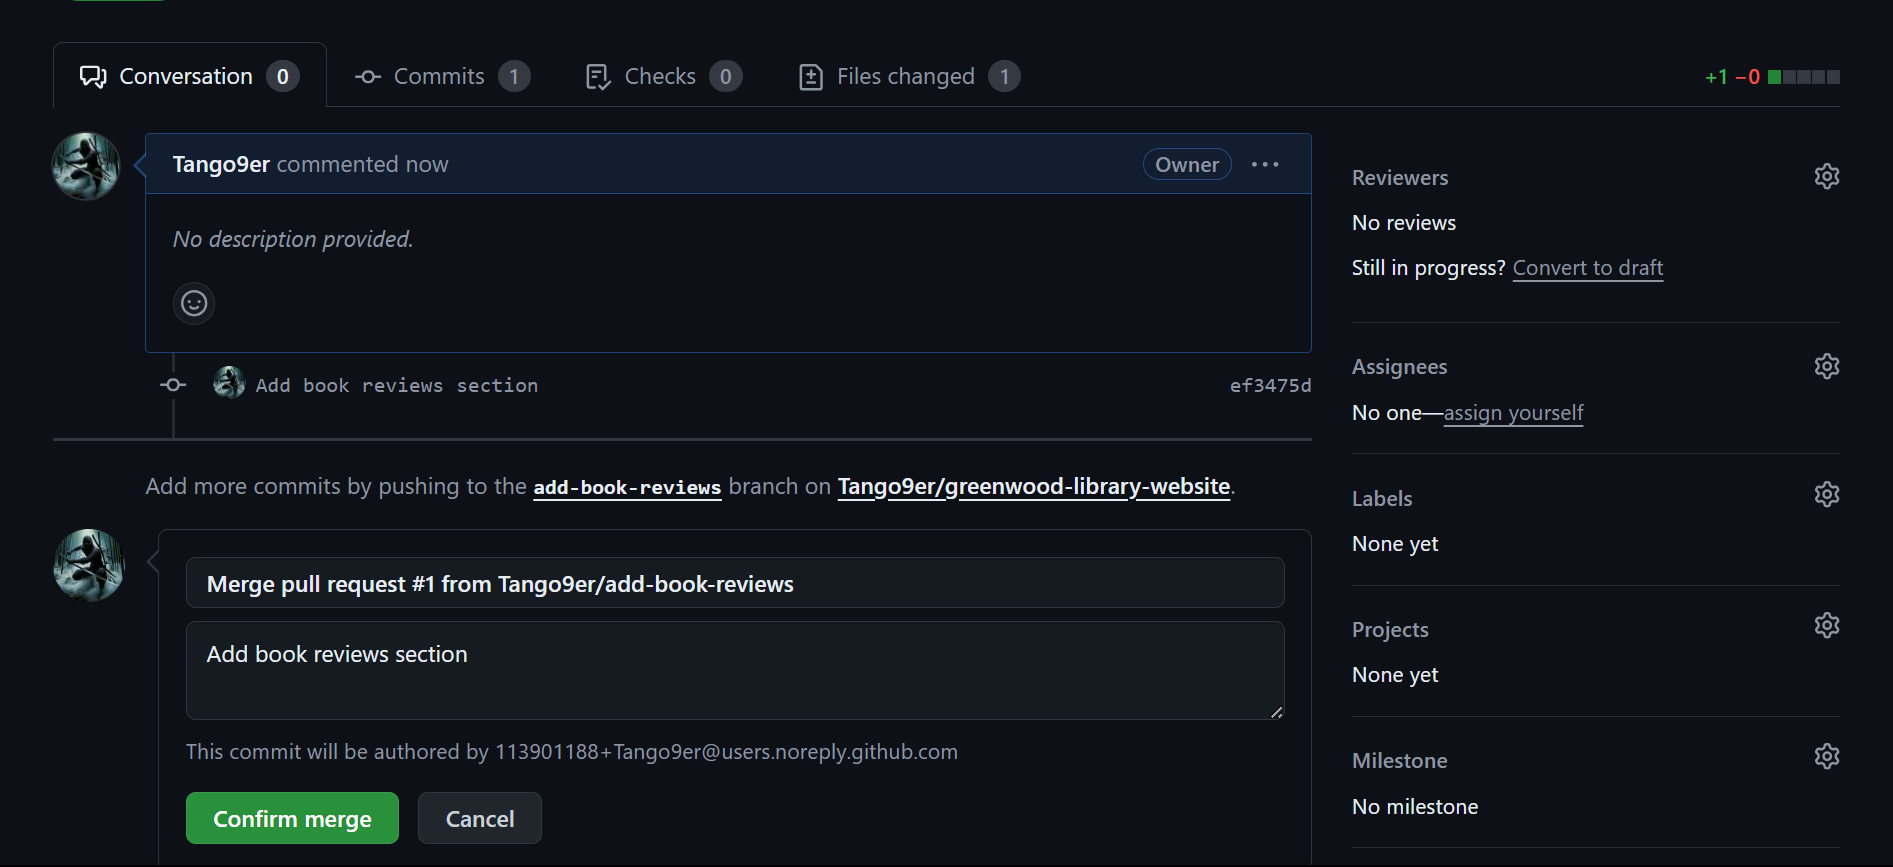 Conversation 0 Commits 1 Checks 0 Files changed 1 +1 −0
Tango9er commented now Owner
No description provided.
Add book reviews section ef3475d
Add more commits by pushing to the add-book-reviews branch on Tango9er/greenwood-library-website.
Merge pull request #1 from Tango9er/add-book-reviews
Add book reviews section
This commit will be authored by 113901188+Tango9er@users.noreply.github.com
Confirm merge Cancel
Reviewers
No reviews
Still in progress? Convert to draft
Assignees
No one—assign yourself
Labels
None yet
Projects
None yet
Milestone
No milestone